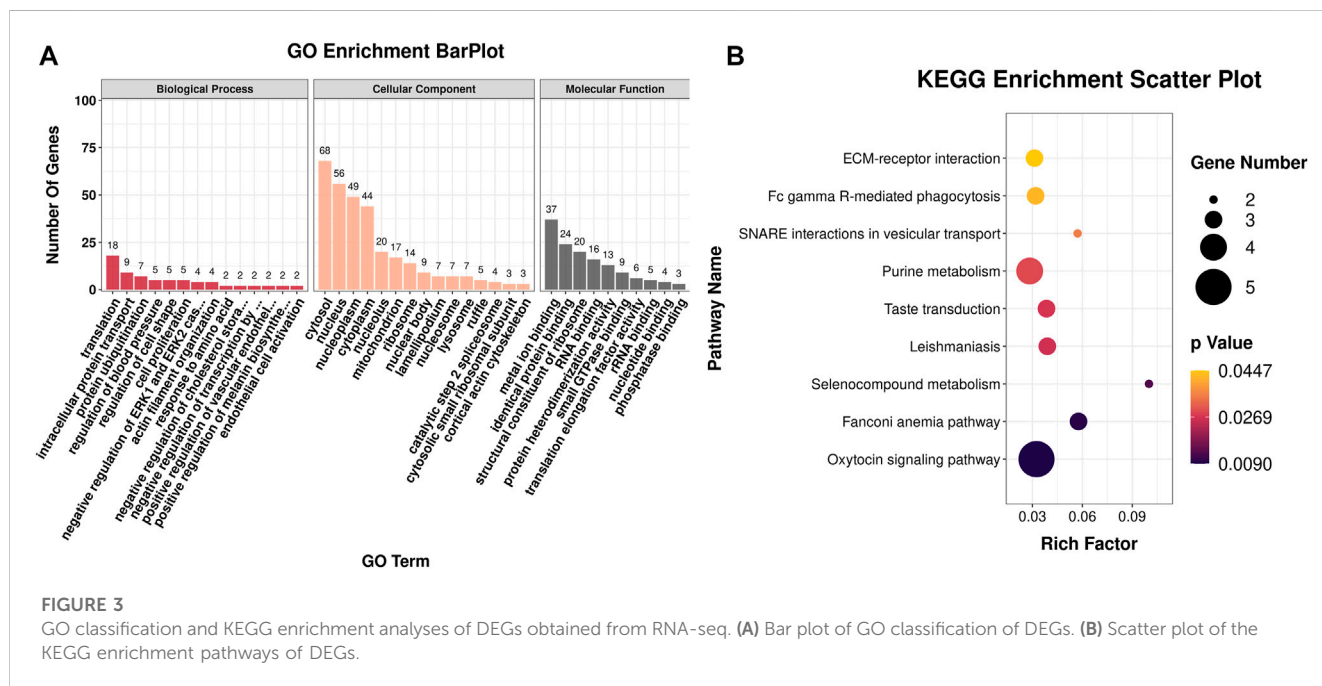 A
GO Enrichment BarPlot
Biological Process
Cellular Component
Molecular Function
Number Of Genes
100
75
50
25
0
18
9
7
5
5
5
4
4
2
2
2
2
2
2
68
56
49
44
20
17
14
9
7
7
7
5
4
3
3
37
24
20
16
13
9
6
5
4
3
translation
intracellular protein transport
protein ubiquitination
regulation of blood pressure
regulation of cell shape
cell proliferation
negative regulation of ERK1 and ERK2 cas...
actin filament organization
response to amino acid
negative regulation of cholesterol stora...
negative regulation of transcription by ...
positive regulation of vascular endothel...
positive regulation of melanin biosynthe...
endothelial cell activation
cytosol
nucleus
nucleoplasm
cytoplasm
nucleolus
mitochondrion
ribosome
nuclear body
lamellipodium
nucleosome
lysosome
ruffle
catalytic step 2 spliceosome
cytosolic small ribosomal subunit
cortical actin cytoskeleton
metal ion binding
identical protein binding
structural constituent of ribosome
RNA binding
protein heterodimerization activity
small GTPase binding
translation elongation factor activity
rRNA binding
nucleotide binding
phosphatase binding
GO Term
B
KEGG Enrichment Scatter Plot
Pathway Name
ECM-receptor interaction
Fc gamma R-mediated phagocytosis
SNARE interactions in vesicular transport
Purine metabolism
Taste transduction
Leishmaniasis
Selenocompound metabolism
Fanconi anemia pathway
Oxytocin signaling pathway
0.03
0.06
0.09
Rich Factor
Gene Number
2
3
4
5
p Value
0.0447
0.0269
0.0090
FIGURE 3
GO classification and KEGG enrichment analyses of DEGs obtained from RNA-seq. (A) Bar plot of GO classification of DEGs. (B) Scatter plot of the
KEGG enrichment pathways of DEGs.